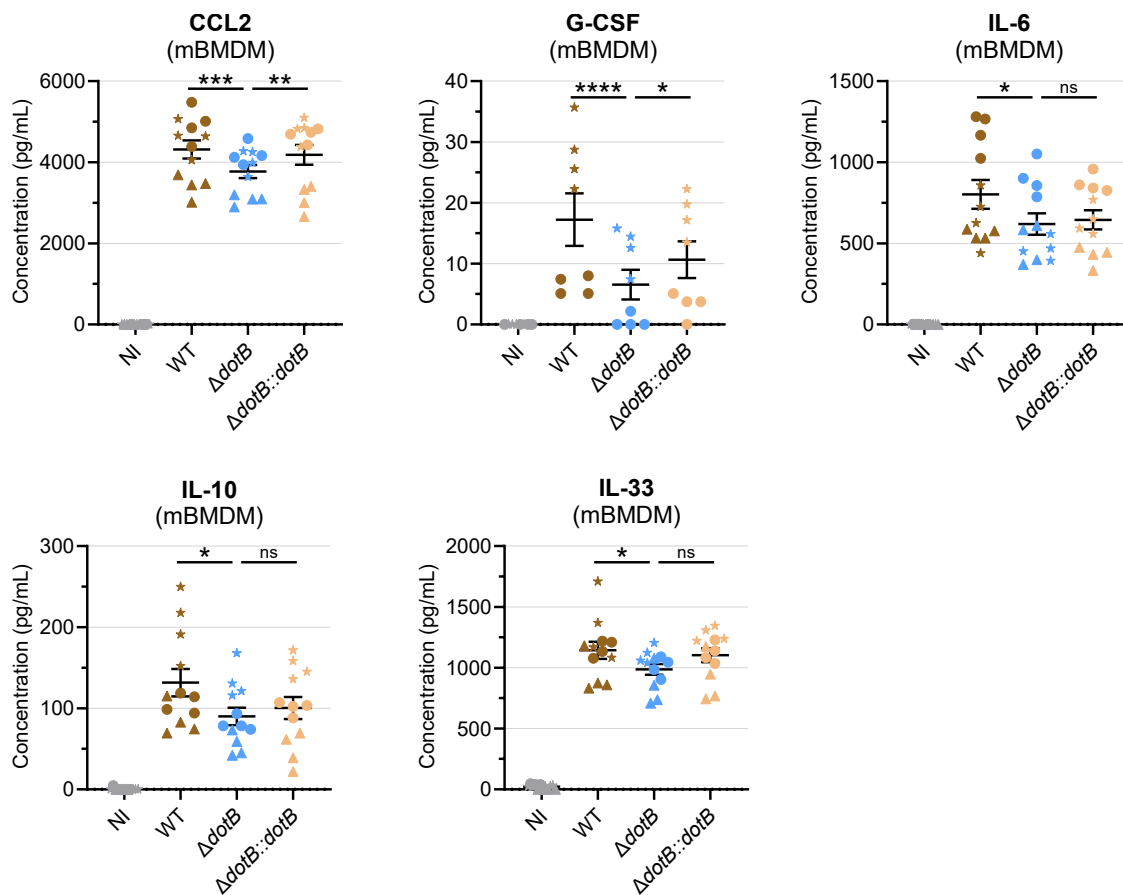 CCL2
(mBMDM)
Concentration (pg/mL)
6000
4000
2000
0
***
**
NI
WT
ΔdotB
ΔdotB::dotB
G-CSF
(mBMDM)
Concentration (pg/mL)
40
30
20
10
0
****
*
NI
WT
ΔdotB
ΔdotB::dotB
IL-6
(mBMDM)
Concentration (pg/mL)
1500
1000
500
0
*
ns
NI
WT
ΔdotB
ΔdotB::dotB
IL-10
(mBMDM)
Concentration (pg/mL)
300
200
100
0
*
ns
NI
WT
ΔdotB
ΔdotB::dotB
IL-33
(mBMDM)
Concentration (pg/mL)
2000
1500
1000
500
0
*
ns
NI
WT
ΔdotB
ΔdotB::dotB